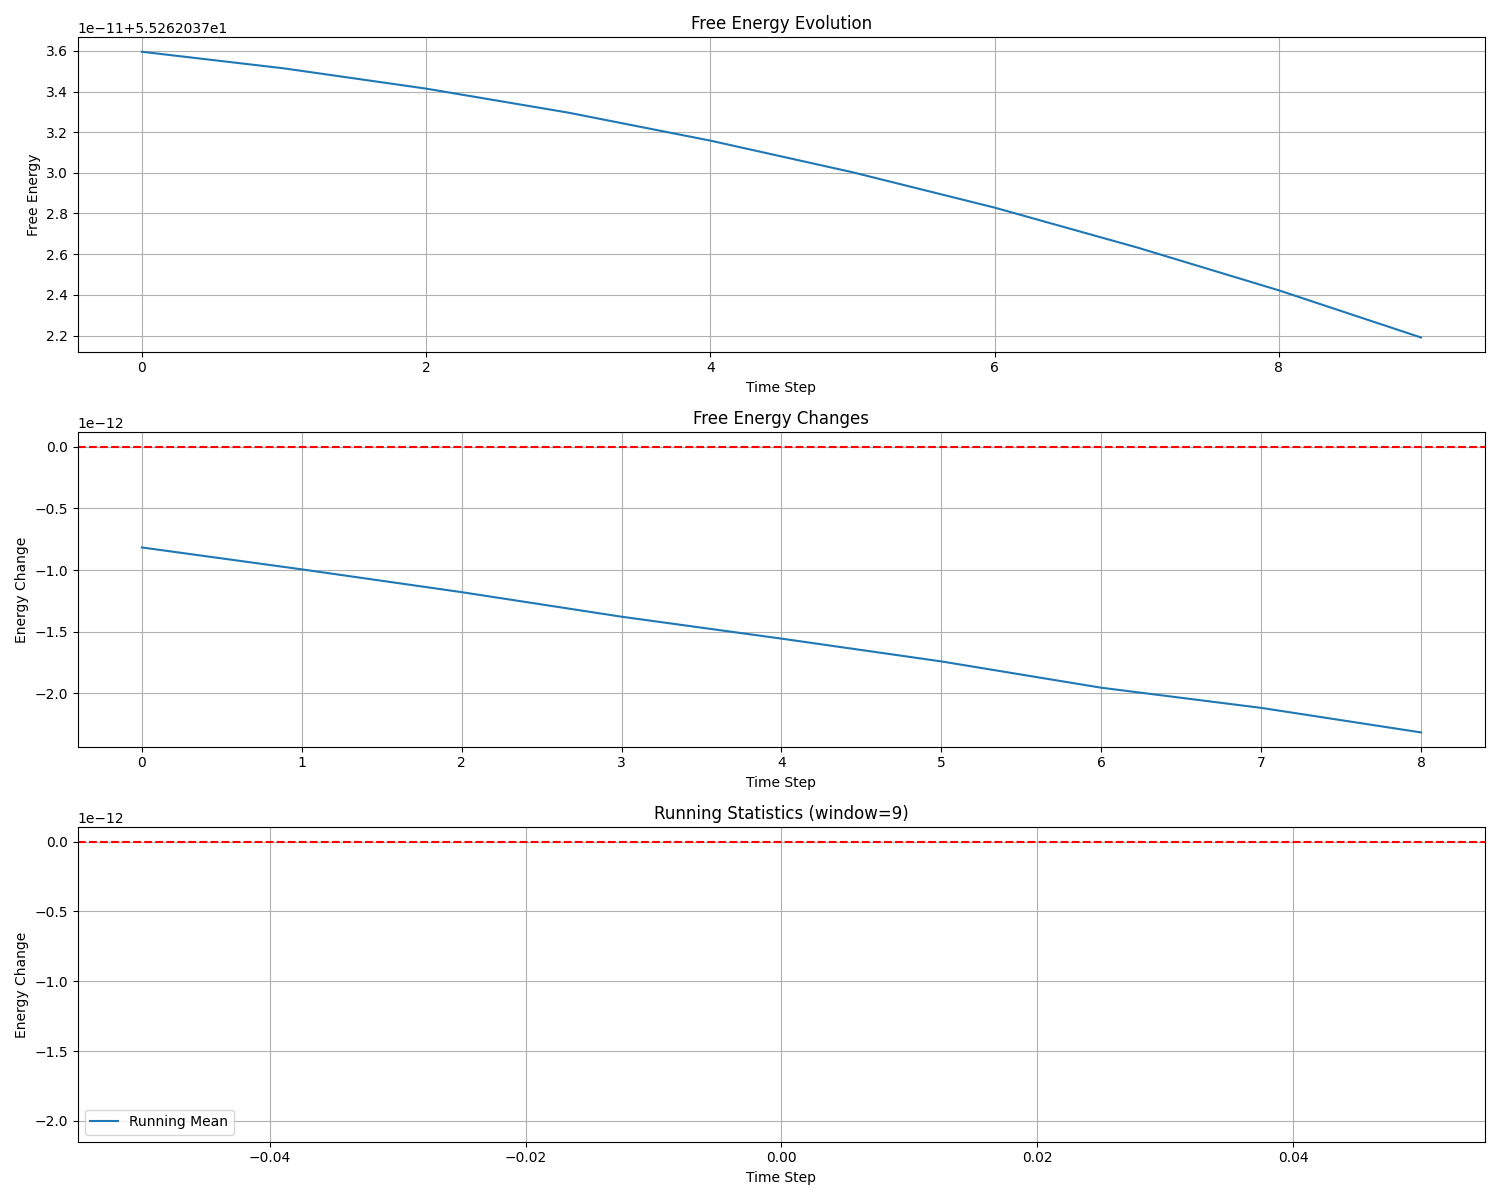 Free Energy Evolution
1e−11+5.5262037e1
3.6
3.4
3.2
3.0
2.8
2.6
2.4
2.2
Free Energy
0 2 4 6 8
Time Step
Free Energy Changes
1e−12
0.0
−0.5
−1.0
−1.5
−2.0
Energy Change
0 1 2 3 4 5 6 7 8
Time Step
Running Statistics (window=9)
1e−12
0.0
−0.5
−1.0
−1.5
−2.0
Energy Change
Running Mean
−0.04 −0.02 0.00 0.02 0.04
Time Step